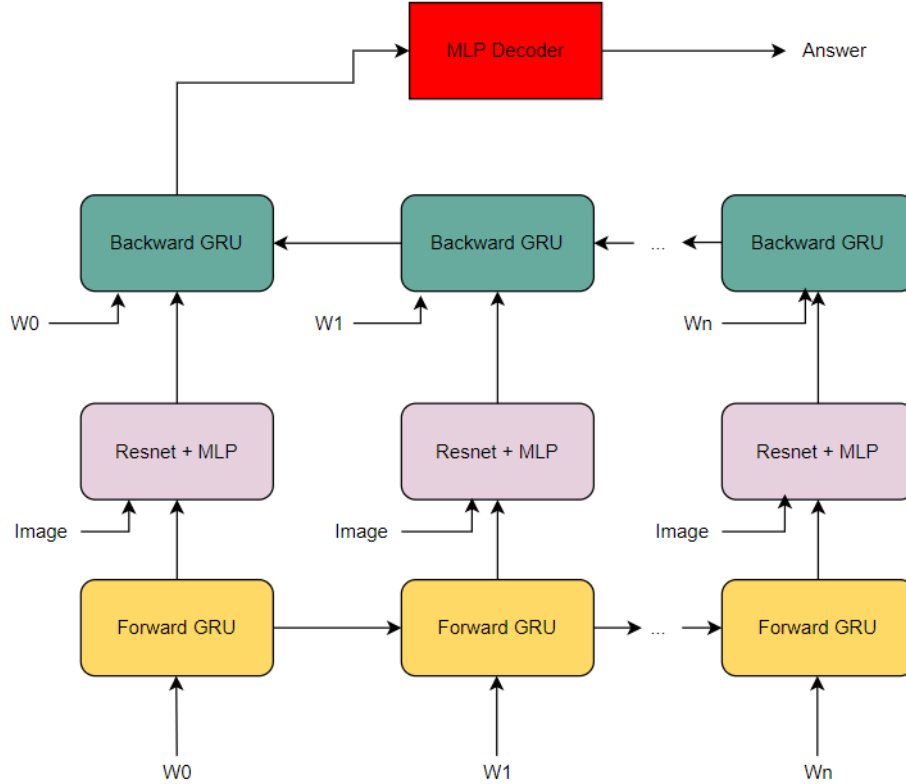 MLP Decoder Answer
Backward GRU Backward GRU ... Backward GRU
W0 W1 Wn
Resnet + MLP Resnet + MLP Resnet + MLP
Image Image Image
Forward GRU Forward GRU ... Forward GRU
W0 W1 Wn